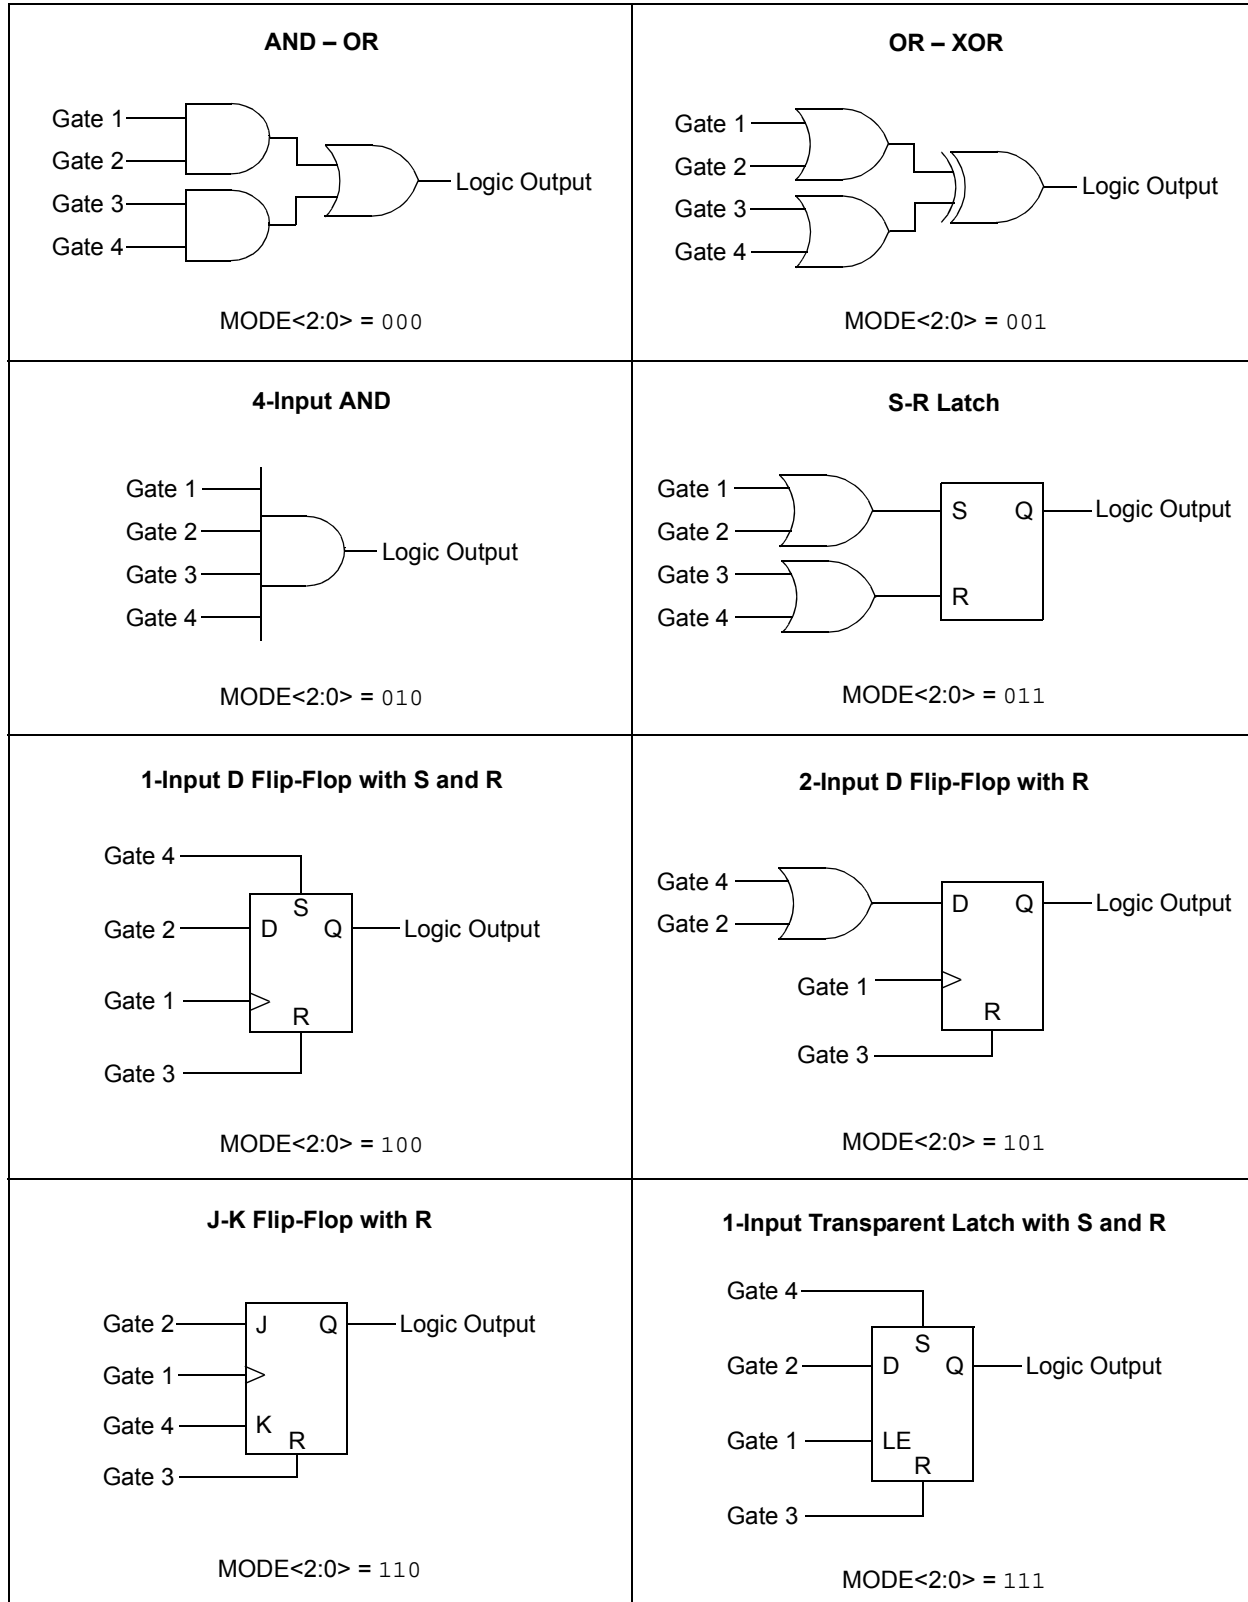 AND – OR
Gate 1
Gate 2
Gate 3
Gate 4
Logic Output
MODE<2:0> = 000
OR – XOR
Gate 1
Gate 2
Gate 3
Gate 4
Logic Output
MODE<2:0> = 001
4-Input AND
Gate 1
Gate 2
Gate 3
Gate 4
Logic Output
MODE<2:0> = 010
S-R Latch
Gate 1
Gate 2
Gate 3
Gate 4
S Q
R
Logic Output
MODE<2:0> = 011
1-Input D Flip-Flop with S and R
Gate 4
S
Gate 2
D Q
Logic Output
Gate 1
R
Gate 3
MODE<2:0> = 100
2-Input D Flip-Flop with R
Gate 4
Gate 2
D Q
Logic Output
Gate 1
R
Gate 3
MODE<2:0> = 101
J-K Flip-Flop with R
Gate 2
J Q
Logic Output
Gate 1
Gate 4
K
R
Gate 3
MODE<2:0> = 110
1-Input Transparent Latch with S and R
Gate 4
S
Gate 2
D Q
Logic Output
Gate 1
LE
R
Gate 3
MODE<2:0> = 111